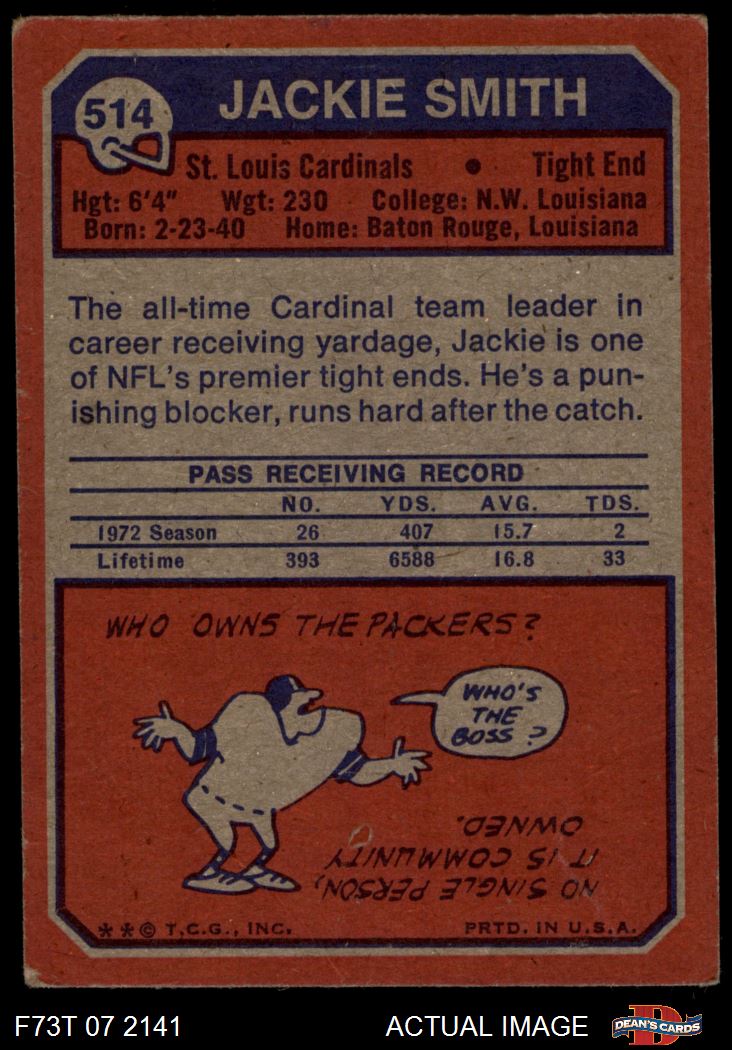 514
JACKIE SMITH
St. Louis Cardinals • Tight End
Hgt: 6'4" Wgt: 230 College: N.W. Louisiana
Born: 2-23-40 Home: Baton Rouge, Louisiana
The all-time Cardinal team leader in
career receiving yardage, Jackie is one
of NFL's premier tight ends. He's a pun-
ishing blocker, runs hard after the catch.
PASS RECEIVING RECORD
NO. YDS. AVG. TDS.
1972 Season 26 407 15.7 2
Lifetime 393 6588 16.8 33
WHO OWNS THE PACKERS?
WHO'S
THE
BOSS?
NO SINGLE PERSON,
IT IS COMMUNITY
OWNED.
**© T.C.G., INC. PRTD. IN U.S.A.
F73T 07 2141 ACTUAL IMAGE
D
DEAN'S CARDS